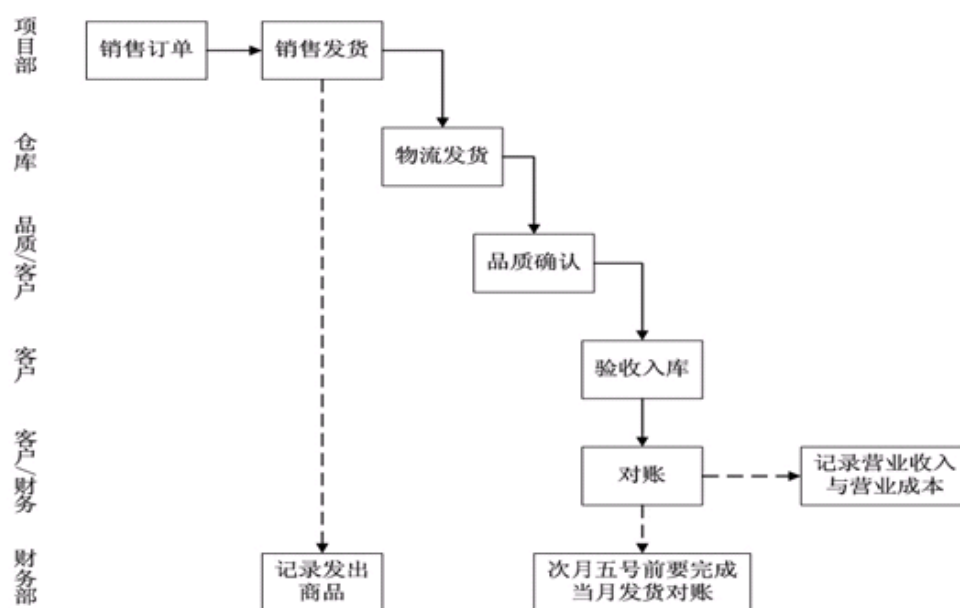 项目部
销售订单
销售发货
仓库
物流发货
品质/客户
品质确认
客户
验收入库
客户/财务
对账
记录营业收入
与营业成本
财务部
记录发出
商品
次月五号前要完成
当月发货对账